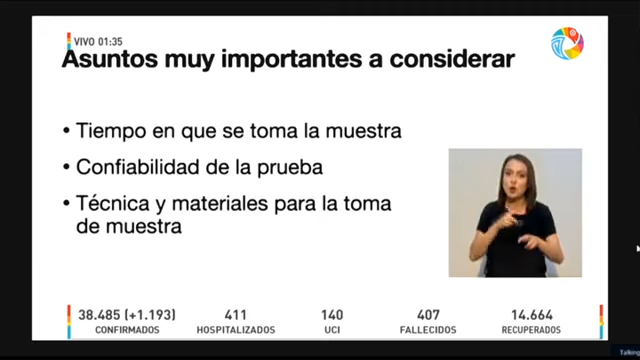 VIVO 01:35
Asuntos muy importantes a considerar
• Tiempo en que se toma la muestra
• Confiabilidad de la prueba
• Técnica y materiales para la toma
de muestra
38.485 (+1.193) 411 140 407 14.664
CONFIRMADOS HOSPITALIZADOS UCI FALLECIDOS RECUPERADOS
Talking